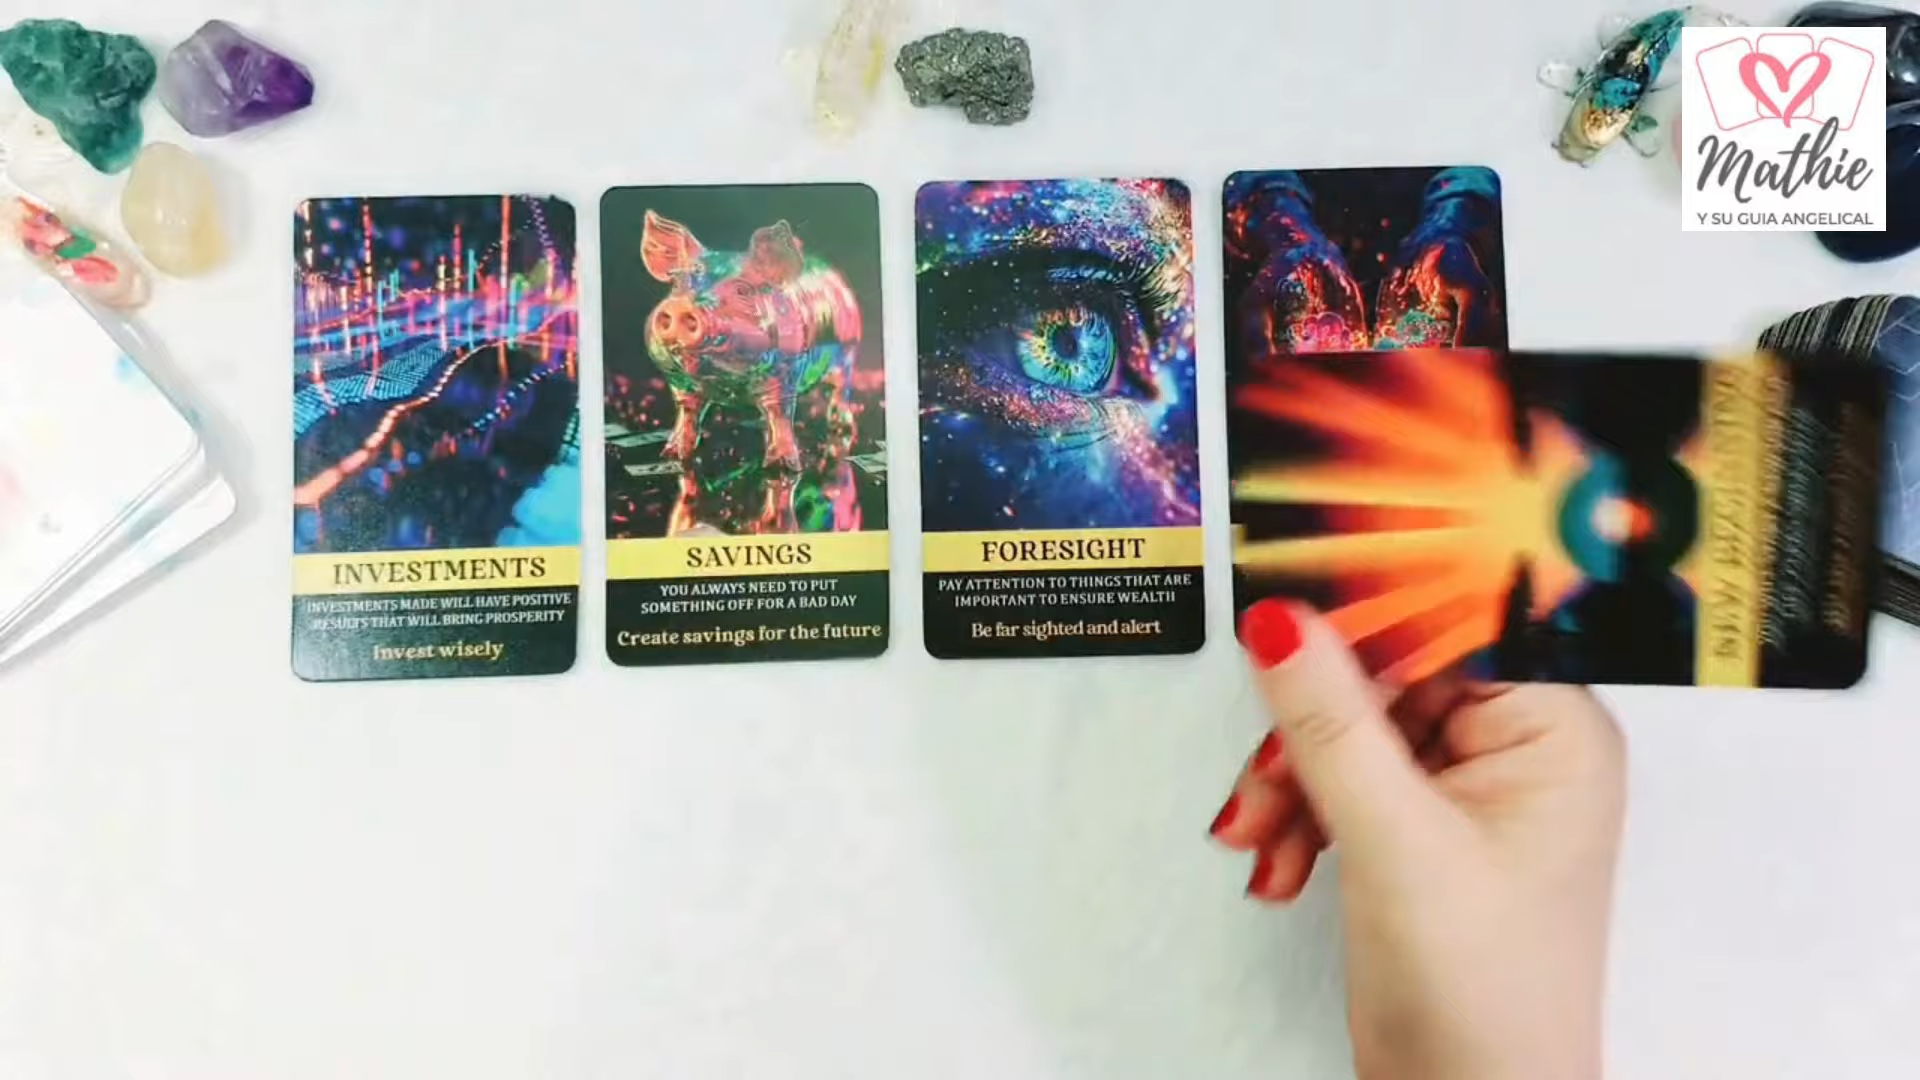 Mathie
Y SU GUIA ANGELICAL
INVESTMENTS
INVESTMENTS MADE WILL HAVE POSITIVE
RESULTS THAT WILL BRING PROSPERITY
Invest wisely
SAVINGS
YOU ALWAYS NEED TO PUT
SOMETHING OFF FOR A BAD DAY
Create savings for the future
FORESIGHT
PAY ATTENTION TO THINGS THAT ARE
IMPORTANT TO ENSURE WEALTH
Be far sighted and alert